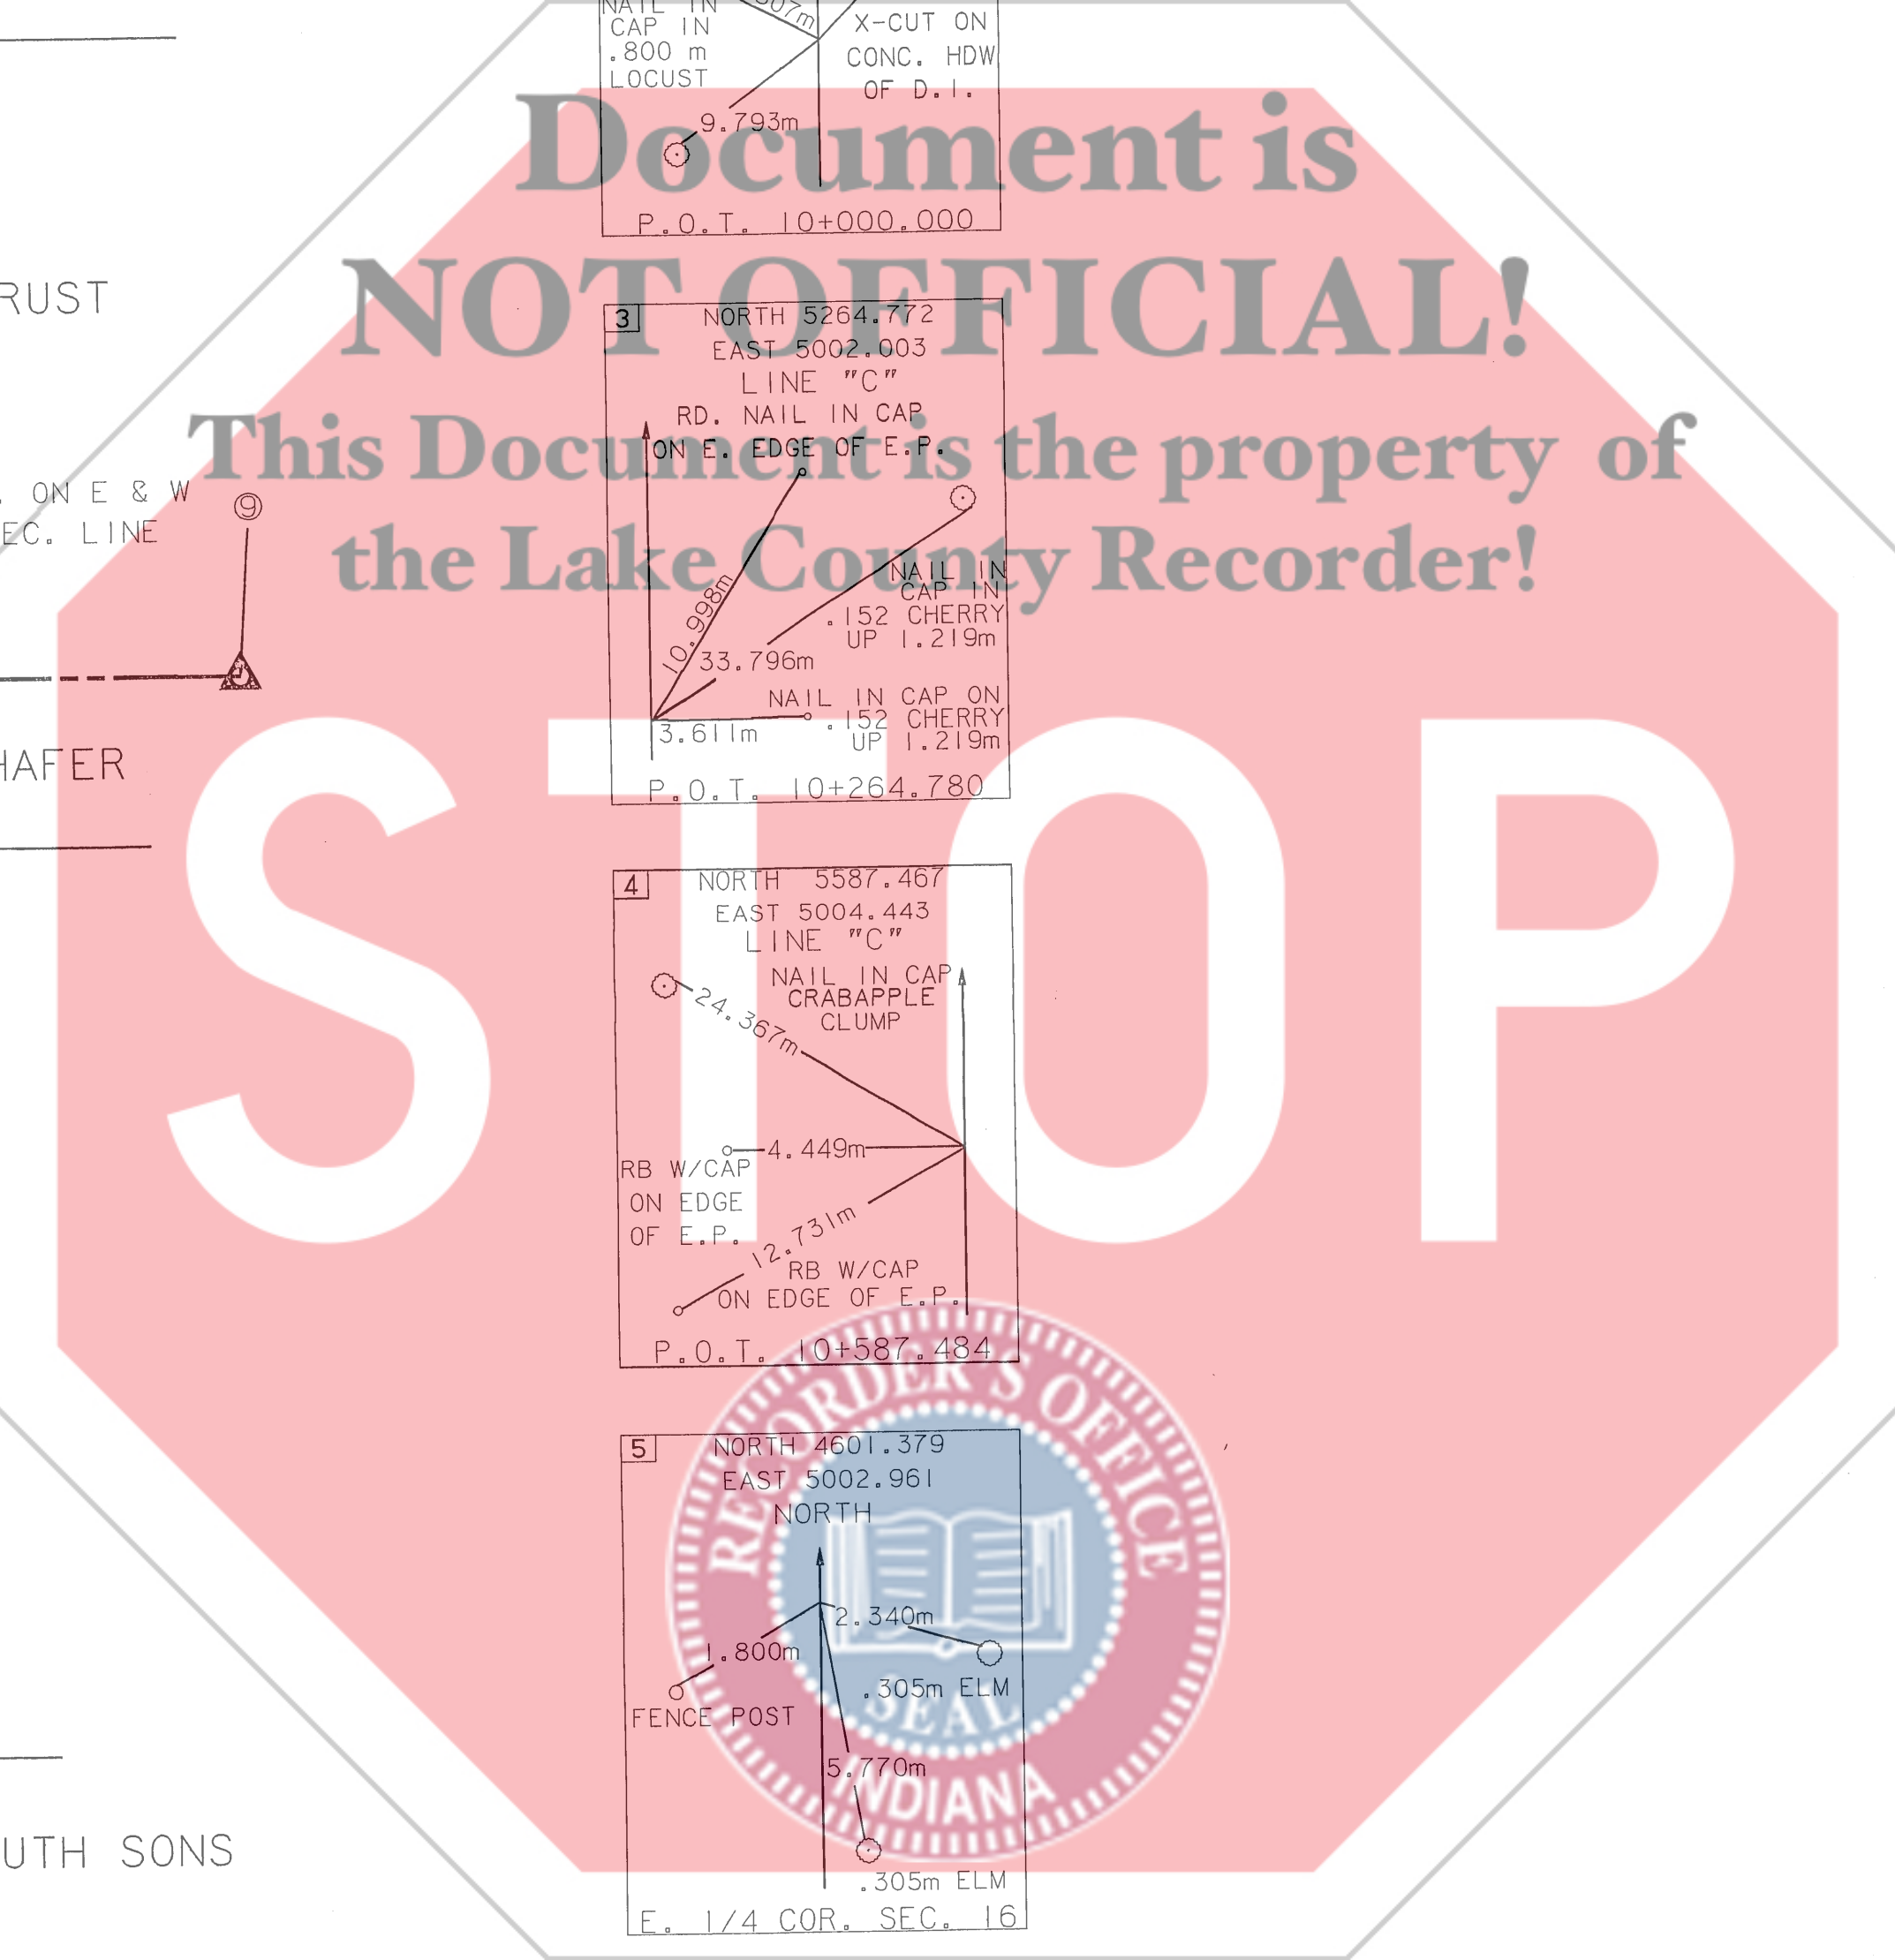 NAIL IN
CAP IN
.800 m
LOCUST
X-CUT ON
CONC. HDW
OF D.I.
9.793m
P.O.T. 10+000.000
Document is
NOT OFFICIAL!
This Document is the property of
the Lake County Recorder!
STOP
RUST
ON E & W
EC. LINE
9
HAFER
UTH SONS
3
NORTH 5264.772
EAST 5002.003
LINE "C"
RD. NAIL IN CAP
ON E. EDGE OF E.P.
10.998m
NAIL IN
CAP IN
.152 CHERRY
UP 1.219m
33.796m
NAIL IN CAP ON
.152 CHERRY
UP 1.219m
3.611m
P.O.T. 10+264.780
4
NORTH 5587.467
EAST 5004.443
LINE "C"
NAIL IN CAP
CRABAPPLE
CLUMP
24.367m
4.449m
RB W/CAP
ON EDGE
OF E.P.
12.731m
RB W/CAP
ON EDGE OF E.P.
P.O.T. 10+587.484
5
NORTH 4601.379
EAST 5002.961
NORTH
2.340m
1.800m
.305m ELM
FENCE POST
5.770m
.305m ELM
E. 1/4 COR. SEC. 16
RECORDER'S OFFICE
SEAL
INDIANA